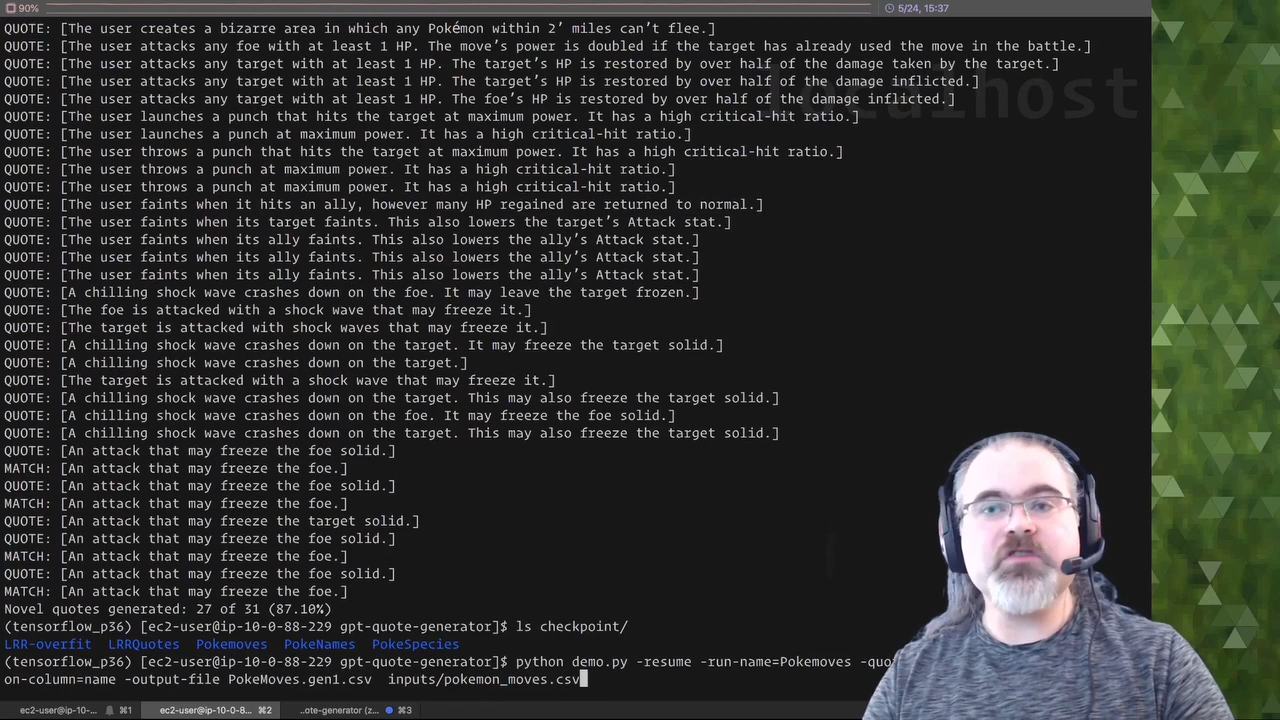 90%
5/24, 15:37
localhost
QUOTE: [The user creates a bizarre area in which any Pokémon within 2’ miles can’t flee.]
QUOTE: [The user attacks any foe with at least 1 HP. The move’s power is doubled if the target has already used the move in the battle.]
QUOTE: [The user attacks any target with at least 1 HP. The target’s HP is restored by over half of the damage taken by the target.]
QUOTE: [The user attacks any target with at least 1 HP. The target’s HP is restored by over half of the damage inflicted.]
QUOTE: [The user attacks any target with at least 1 HP. The foe’s HP is restored by over half of the damage inflicted.]
QUOTE: [The user launches a punch that hits the target at maximum power. It has a high critical-hit ratio.]
QUOTE: [The user launches a punch at maximum power. It has a high critical-hit ratio.]
QUOTE: [The user throws a punch that hits the target at maximum power. It has a high critical-hit ratio.]
QUOTE: [The user throws a punch at maximum power. It has a high critical-hit ratio.]
QUOTE: [The user throws a punch at maximum power. It has a high critical-hit ratio.]
QUOTE: [The user faints when it hits an ally, however many HP regained are returned to normal.]
QUOTE: [The user faints when its target faints. This also lowers the target’s Attack stat.]
QUOTE: [The user faints when its ally faints. This also lowers the ally’s Attack stat.]
QUOTE: [The user faints when its ally faints. This also lowers the ally’s Attack stat.]
QUOTE: [The user faints when its ally faints. This also lowers the ally’s Attack stat.]
QUOTE: [A chilling shock wave crashes down on the foe. It may leave the target frozen.]
QUOTE: [The foe is attacked with a shock wave that may freeze it.]
QUOTE: [The target is attacked with shock waves that may freeze it.]
QUOTE: [A chilling shock wave crashes down on the target. It may freeze the target solid.]
QUOTE: [A chilling shock wave crashes down on the target.]
QUOTE: [The target is attacked with a shock wave that may freeze it.]
QUOTE: [A chilling shock wave crashes down on the target. This may also freeze the target solid.]
QUOTE: [A chilling shock wave crashes down on the foe. It may freeze the foe solid.]
QUOTE: [A chilling shock wave crashes down on the target. This may also freeze the target solid.]
QUOTE: [An attack that may freeze the foe solid.]
MATCH: [An attack that may freeze the foe.]
QUOTE: [An attack that may freeze the foe solid.]
MATCH: [An attack that may freeze the foe.]
QUOTE: [An attack that may freeze the target solid.]
QUOTE: [An attack that may freeze the foe solid.]
MATCH: [An attack that may freeze the foe.]
QUOTE: [An attack that may freeze the foe solid.]
MATCH: [An attack that may freeze the foe.]
Novel quotes generated: 27 of 31 (87.10%)
(tensorflow_p36) [ec2-user@ip-10-0-88-229 gpt-quote-generator]$ ls checkpoint/
LRR-overfit LRRQuotes Pokemoves PokeNames PokeSpecies
(tensorflow_p36) [ec2-user@ip-10-0-88-229 gpt-quote-generator]$ python demo.py -resume -run-name=Pokemoves -quo
on-column=name -output-file PokeMoves.gen1.csv inputs/pokemon_moves.csv
ec2-user@ip-10-... ⌘1 ec2-user@ip-10-0-8... ⌘2 ..ote-generator (z... ⌘3